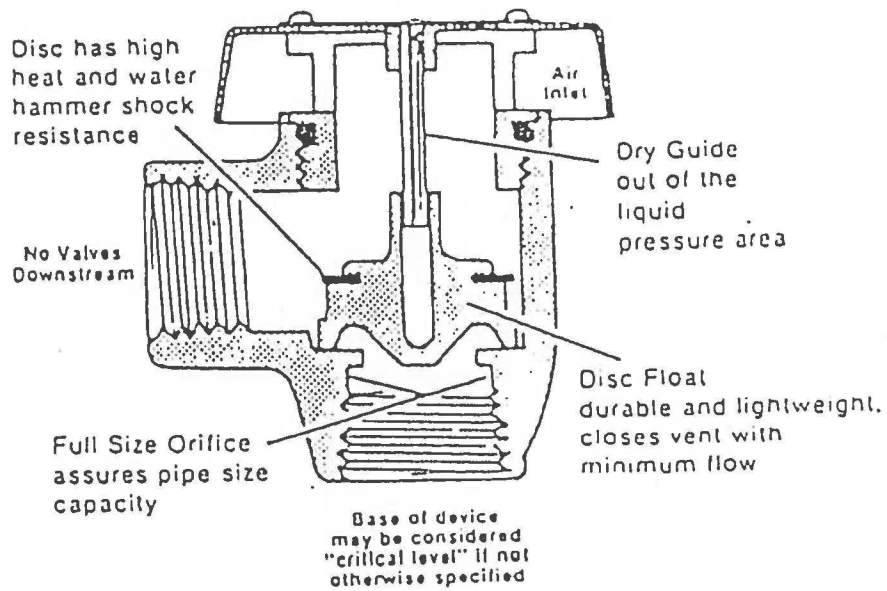 Disc has high
heat and water
hammer shock
resistance
Air
Inlet
Dry Guide
out of the
liquid
pressure area
No Valves
Downstream
Disc Float
durable and lightweight.
closes vent with
minimum flow
Full Size Orifice
assures pipe size
capacity
Base of device
may be considered
"critical level" if not
otherwise specified